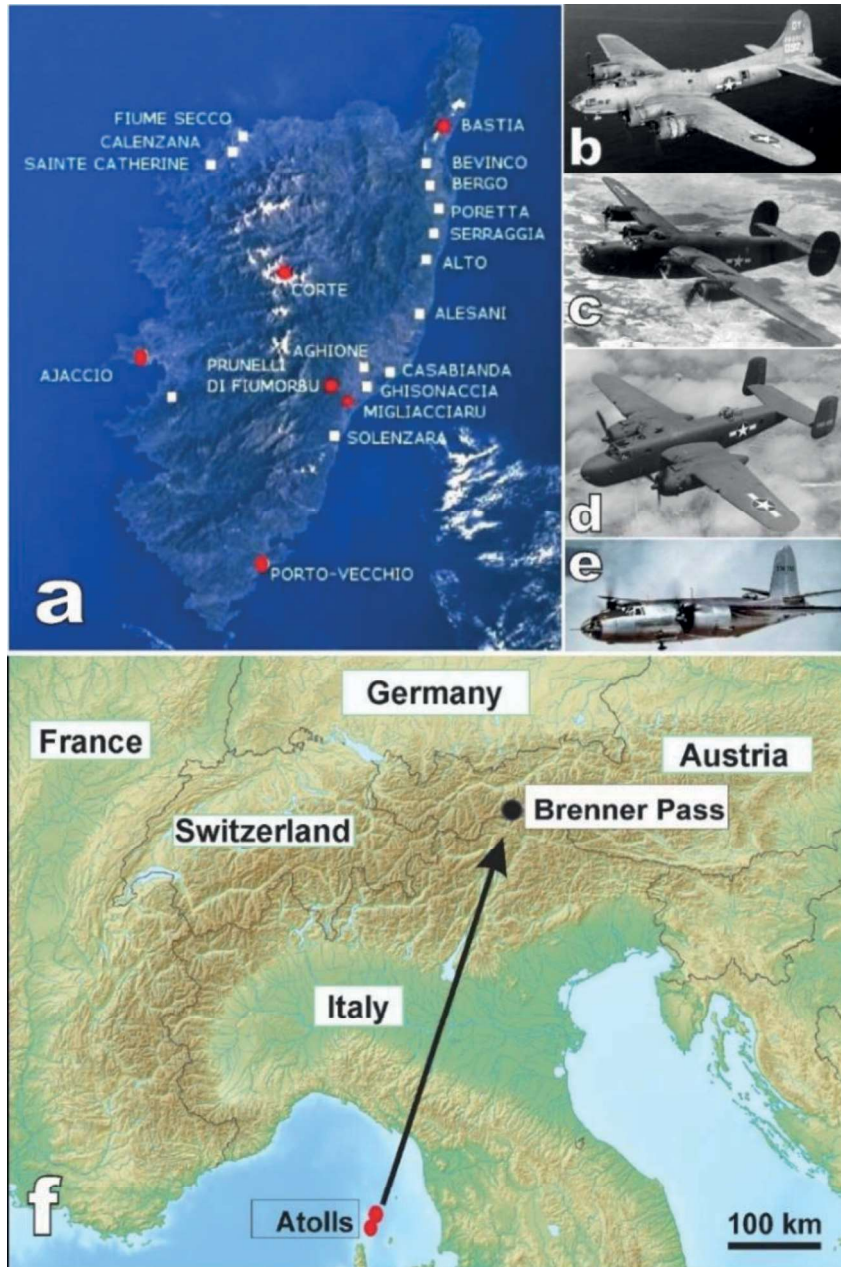 FIUME SECCO
CALENZANA
SAINTE CATHERINE
BASTIA
BEVINCO
BERGO
PORETTA
SERRAGGIA
ALTO
CORTE
ALESANI
AJACCIO
AGHIONE
PRUNELLI
DI FIUMORBU
CASABIANDA
GHISONACCIA
MIGLIACCIARU
SOLENZARA
PORTO-VECCHIO
a
b
c
d
e
Germany
France
Austria
Brenner Pass
Switzerland
Italy
f
Atolls
100 km